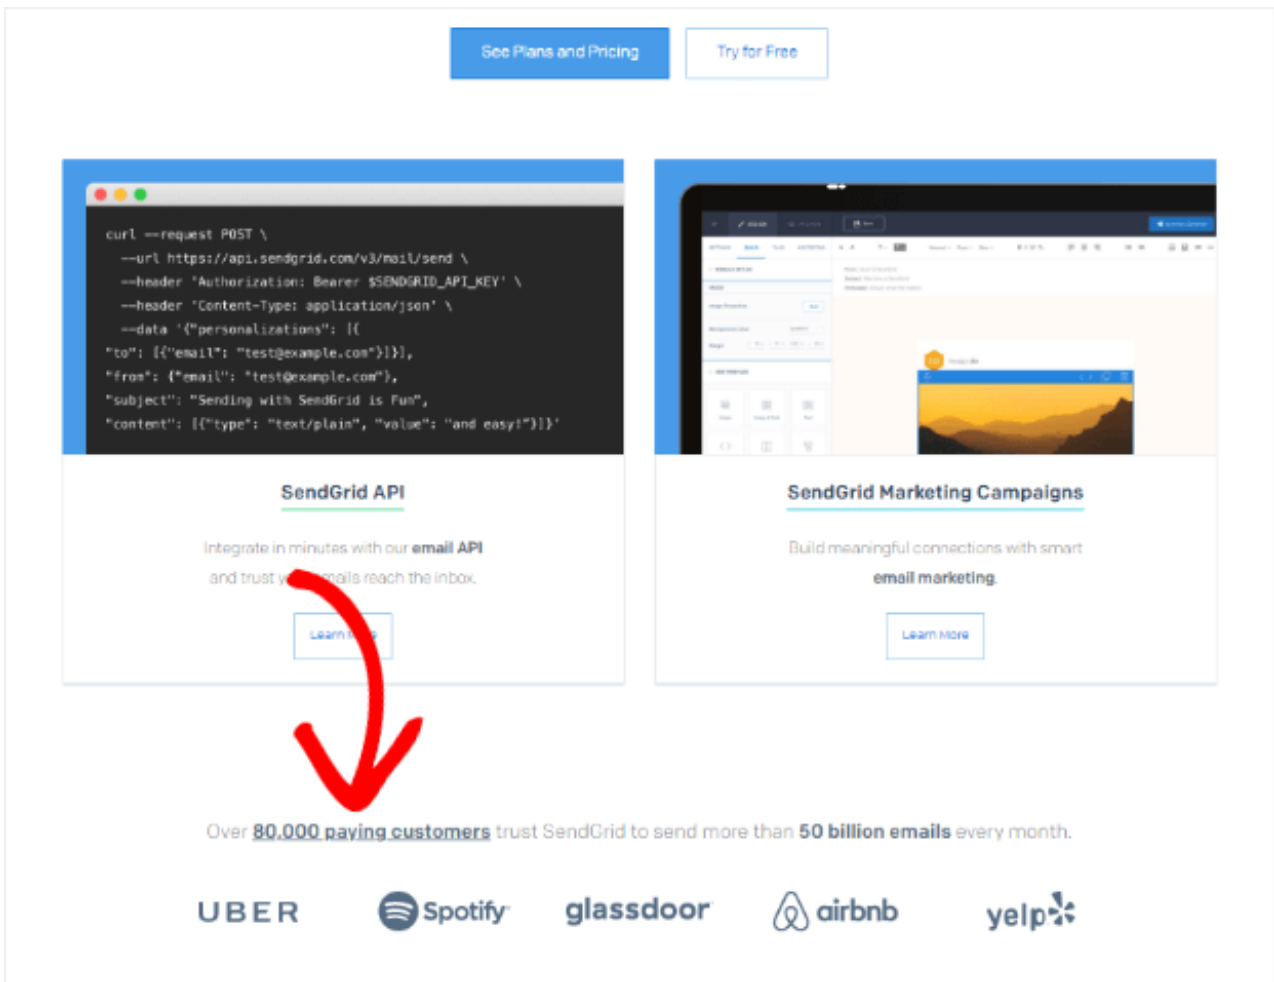 See Plans and Pricing
Try for Free
curl --request POST \
--url https://api.sendgrid.com/v3/mail/send \
--header 'Authorization: Bearer $SENDGRID_API_KEY' \
--header 'Content-Type: application/json' \
--data '{"personalizations": [{
"to": [{"email": "test@example.com"}]}],
"from": {"email": "test@example.com"},
"subject": "Sending with SendGrid is Fun",
"content": [{"type": "text/plain", "value": "and easy!"}]}'
SendGrid API
Integrate in minutes with our email API
and trust emails reach the inbox.
Learn
SendGrid Marketing Campaigns
Build meaningful connections with smart
email marketing.
Learn More
Over 80,000 paying customers trust SendGrid to send more than 50 billion emails every month.
UBER
Spotify
glassdoor
airbnb
yelp